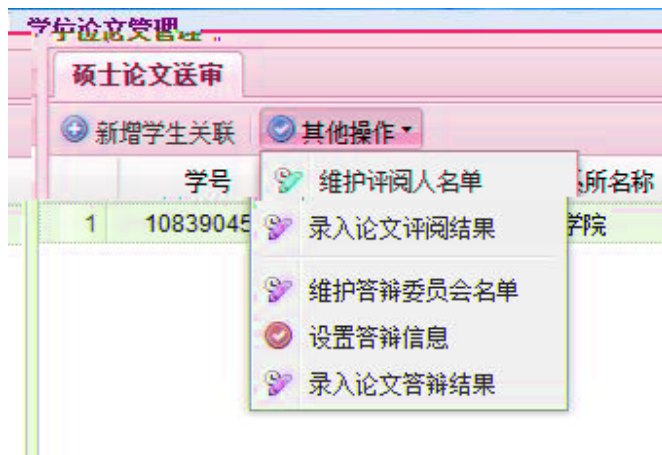 学位论文管理
硕士论文送审
新增学生关联 其他操作
学号 所名称
维护评阅人名单
1 10839045 学院
录入论文评阅结果
维护答辩委员会名单
设置答辩信息
录入论文答辩结果